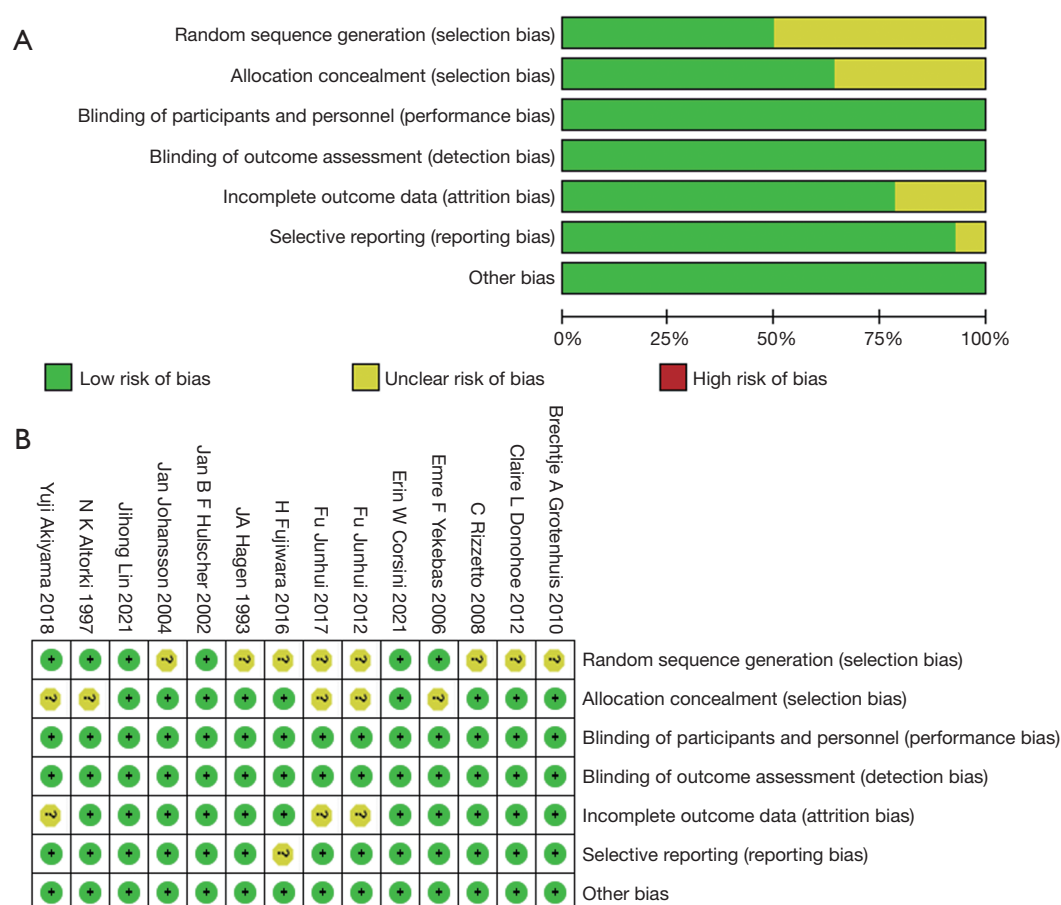 A
Random sequence generation (selection bias)
Allocation concealment (selection bias)
Blinding of participants and personnel (performance bias)
Blinding of outcome assessment (detection bias)
Incomplete outcome data (attrition bias)
Selective reporting (reporting bias)
Other bias
0% 25% 50% 75% 100%
Low risk of bias Unclear risk of bias High risk of bias
B
Yuji Akiyama 2018
N K Altorki 1997
Jihong Lin 2021
Jan Johansson 2004
Jan B F Hulscher 2002
JA Hagen 1993
H Fujiwara 2016
Fu Junhui 2017
Fu Junhui 2012
Erin W Corsini 2021
Emre F Yekebas 2006
C Rizzetto 2008
Claire L Donohoe 2012
Brechtje A Grotenhuis 2010
+ + + ? + ? ? ? ? + + ? ? ? Random sequence generation (selection bias)
? ? + + + + + ? ? + ? + + + Allocation concealment (selection bias)
+ + + + + + + + + + + + + + Blinding of participants and personnel (performance bias)
+ + + + + + + + + + + + + + Blinding of outcome assessment (detection bias)
? + + + + + + ? ? + + + + + Incomplete outcome data (attrition bias)
+ + + + + + ? + + + + + + + Selective reporting (reporting bias)
+ + + + + + + + + + + + + + Other bias